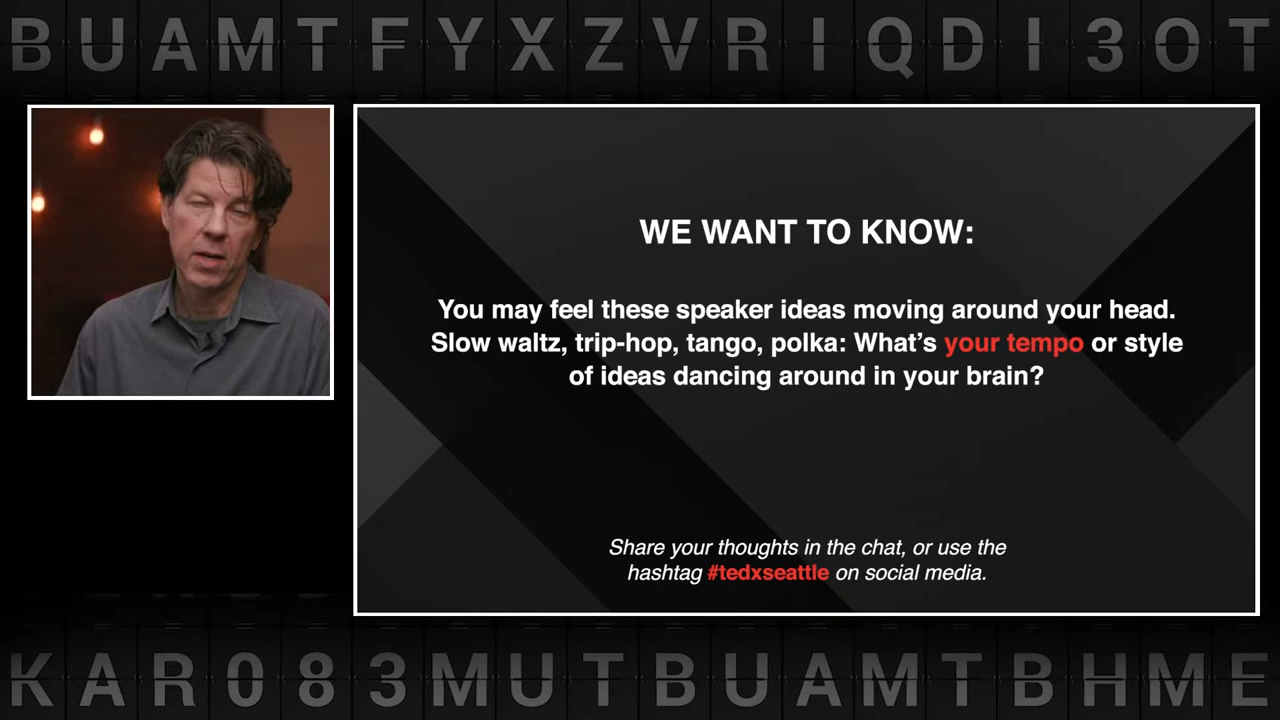 BUAMTFYXZVRIQDI3OT
WE WANT TO KNOW:
You may feel these speaker ideas moving around your head.
Slow waltz, trip-hop, tango, polka: What’s your tempo or style
of ideas dancing around in your brain?
Share your thoughts in the chat, or use the
hashtag #tedxseattle on social media.
KAR083MUTBUAMTBHME